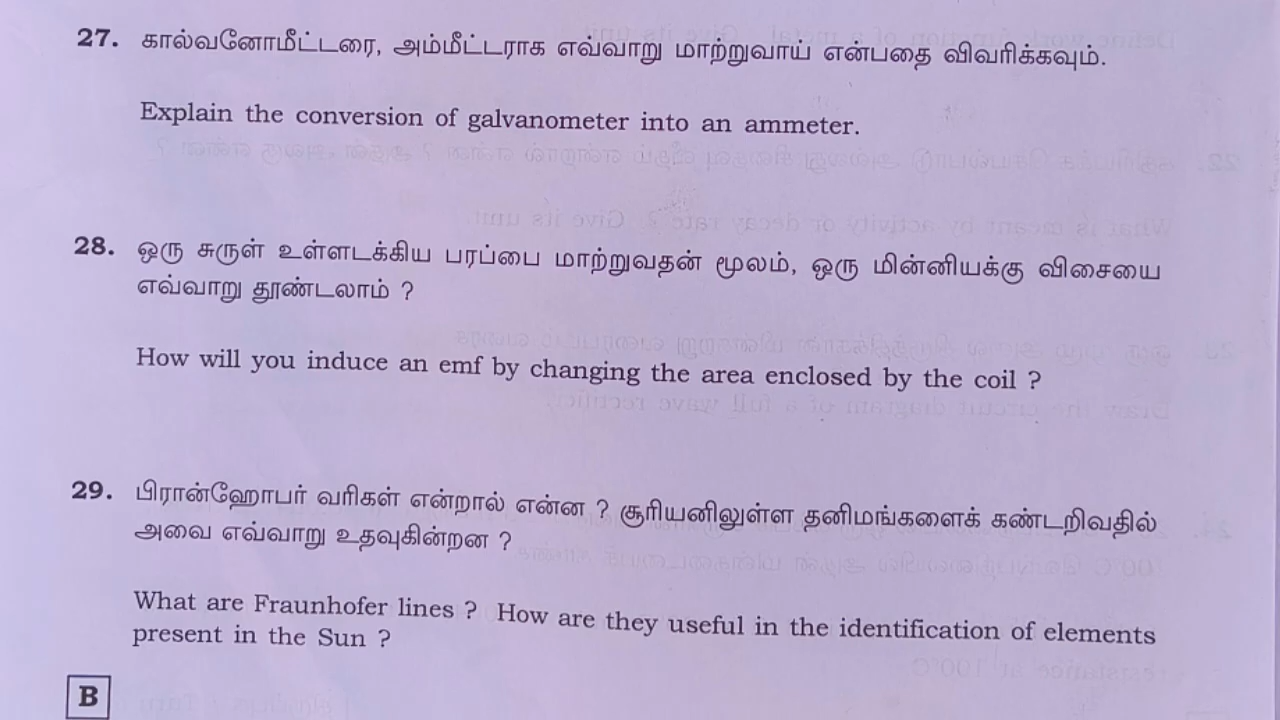 27. கால்வனோமீட்டரை, அம்மீட்டராக எவ்வாறு மாற்றுவாய் என்பதை விவரிக்கவும்.
Explain the conversion of galvanometer into an ammeter.
28. ஒரு சுருள் உள்ளடக்கிய பரப்பை மாற்றுவதன் மூலம், ஒரு மின்னியக்கு விசையை
எவ்வாறு தூண்டலாம் ?
How will you induce an emf by changing the area enclosed by the coil ?
29. பிரான்ஹோபர் வரிகள் என்றால் என்ன ? சூரியனிலுள்ள தனிமங்களைக் கண்டறிவதில்
அவை எவ்வாறு உதவுகின்றன ?
What are Fraunhofer lines ? How are they useful in the identification of elements
present in the Sun ?
B